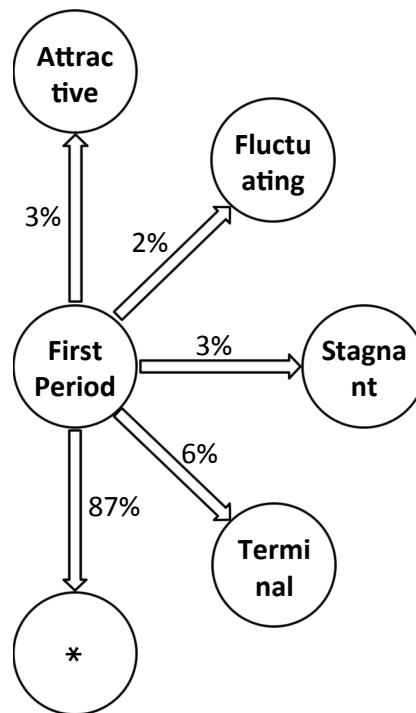 Attrac
tive
Fluctu
ating
3%
2%
First
Period
3%
Stagna
nt
6%
87%
Termi
nal
*